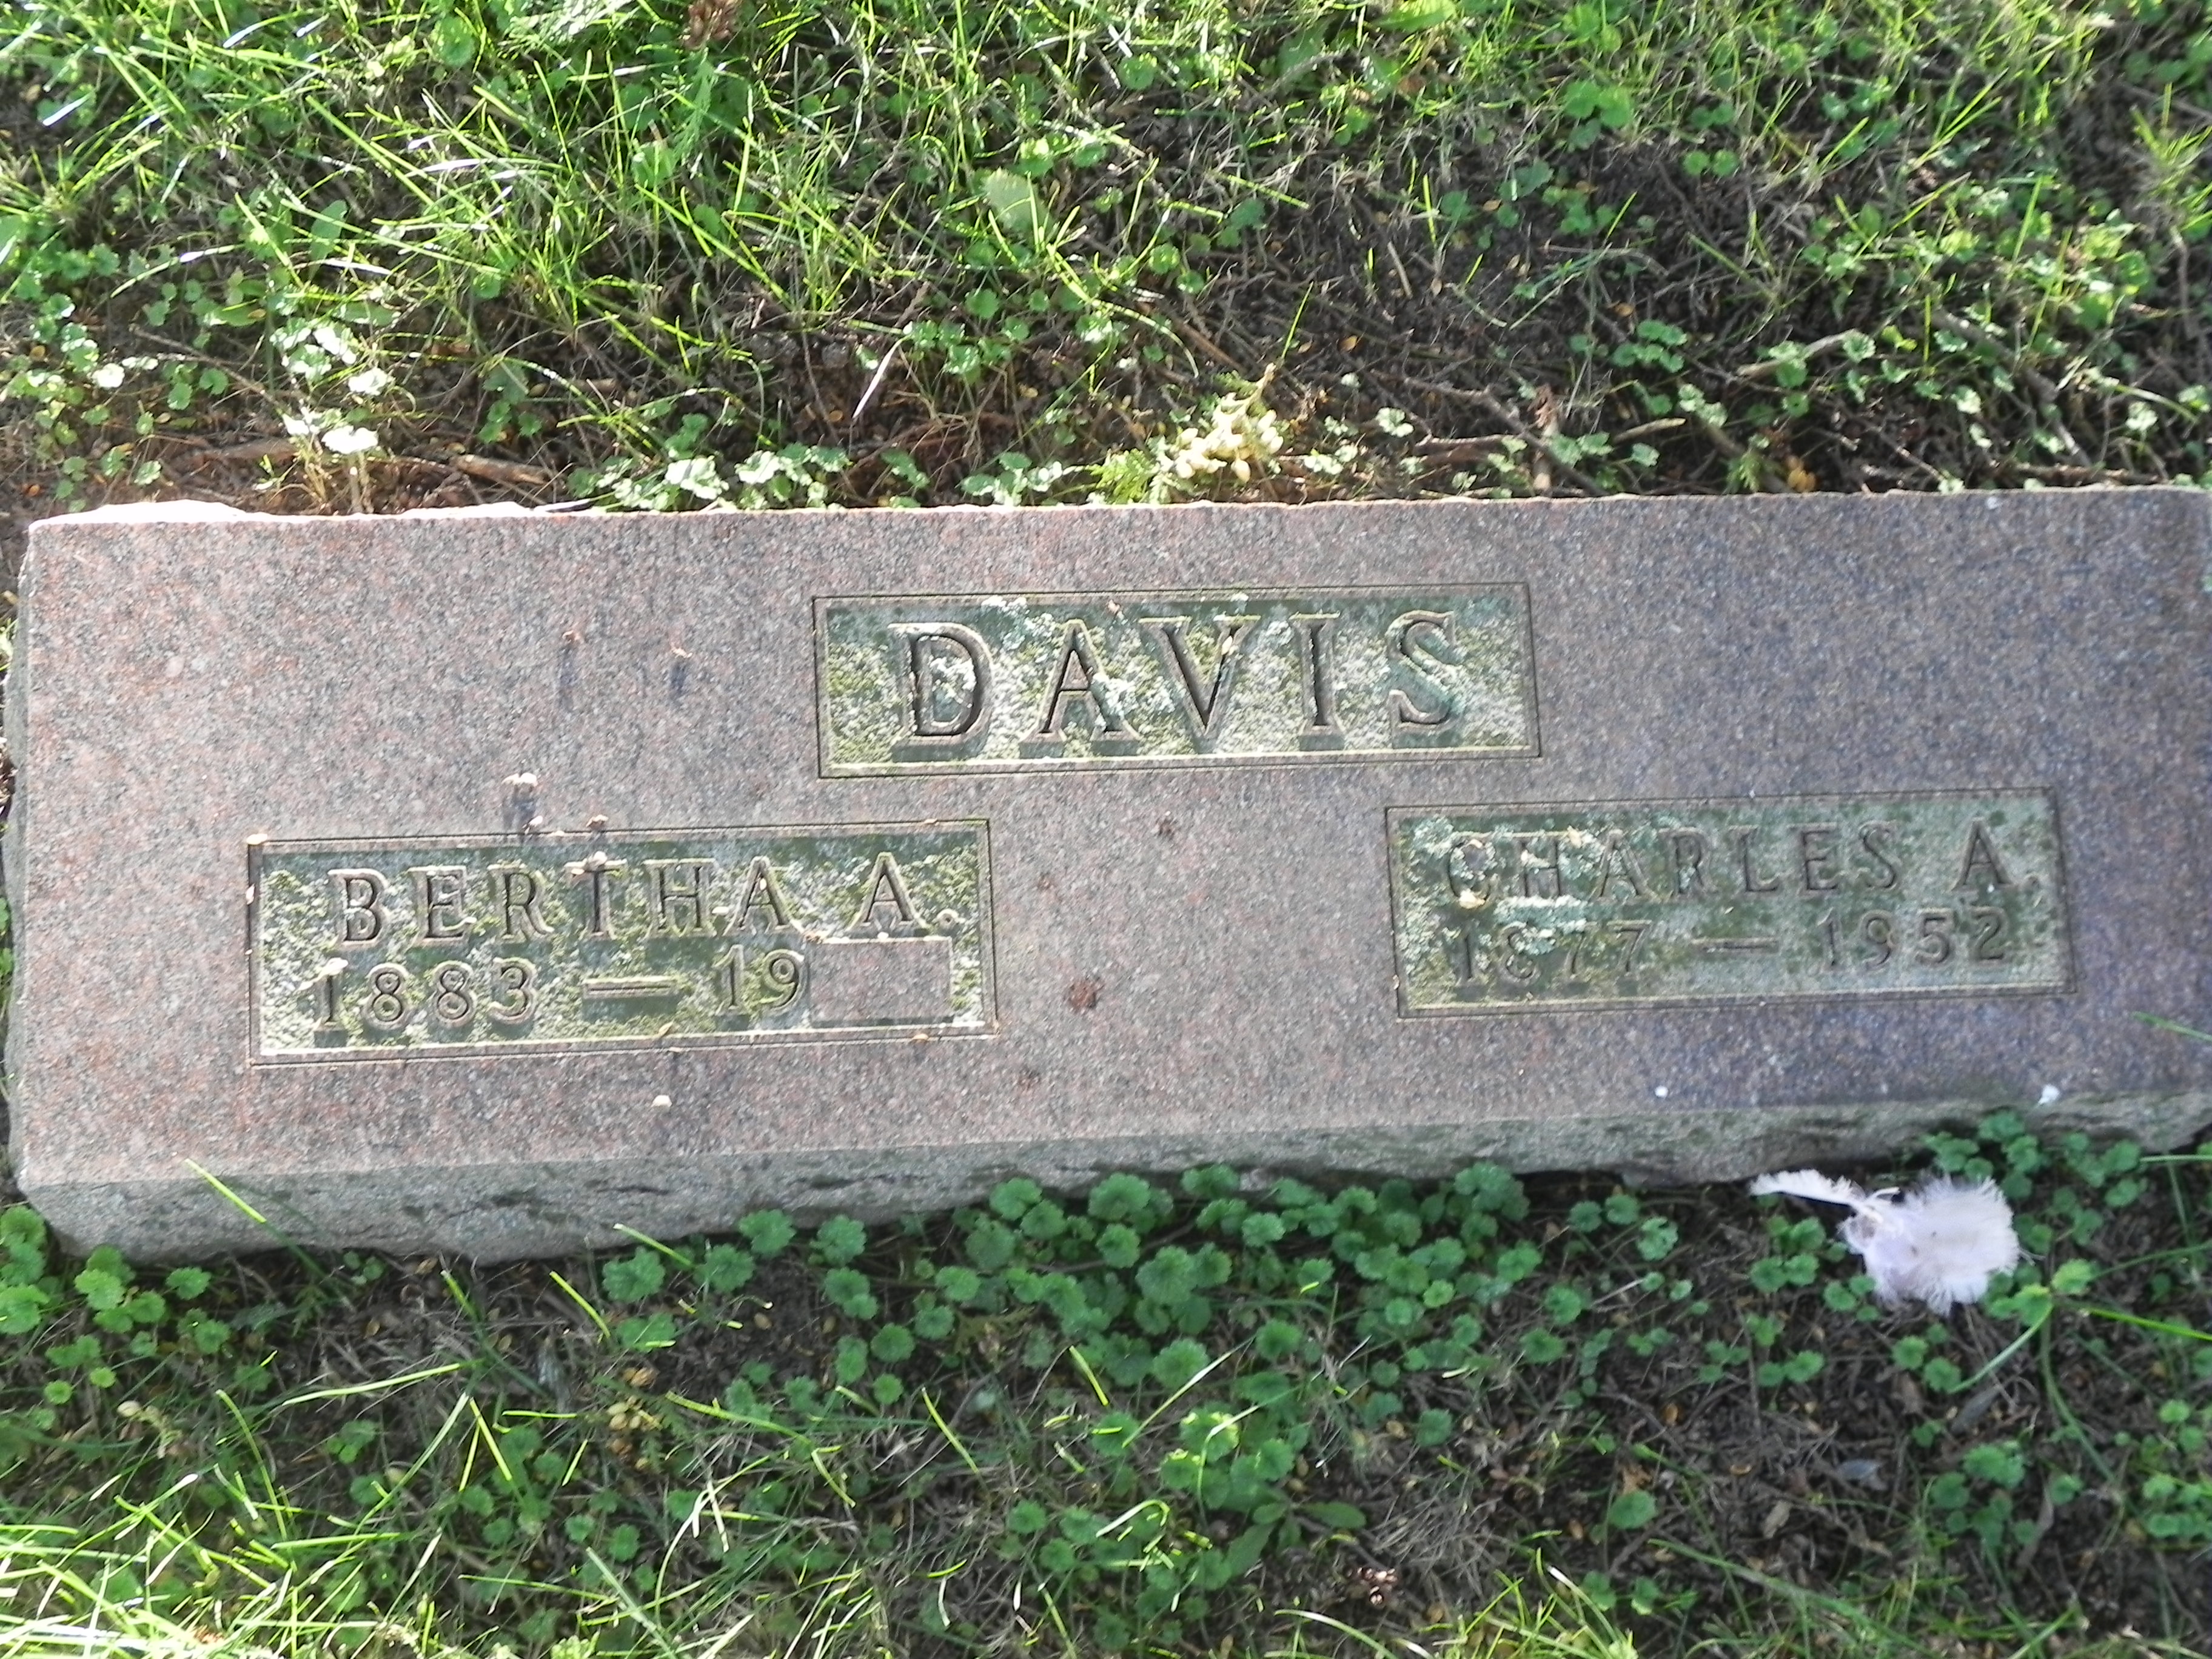 DAVIS
BERTHA A.
1883 — 19
CHARLES A.
1877 — 1952